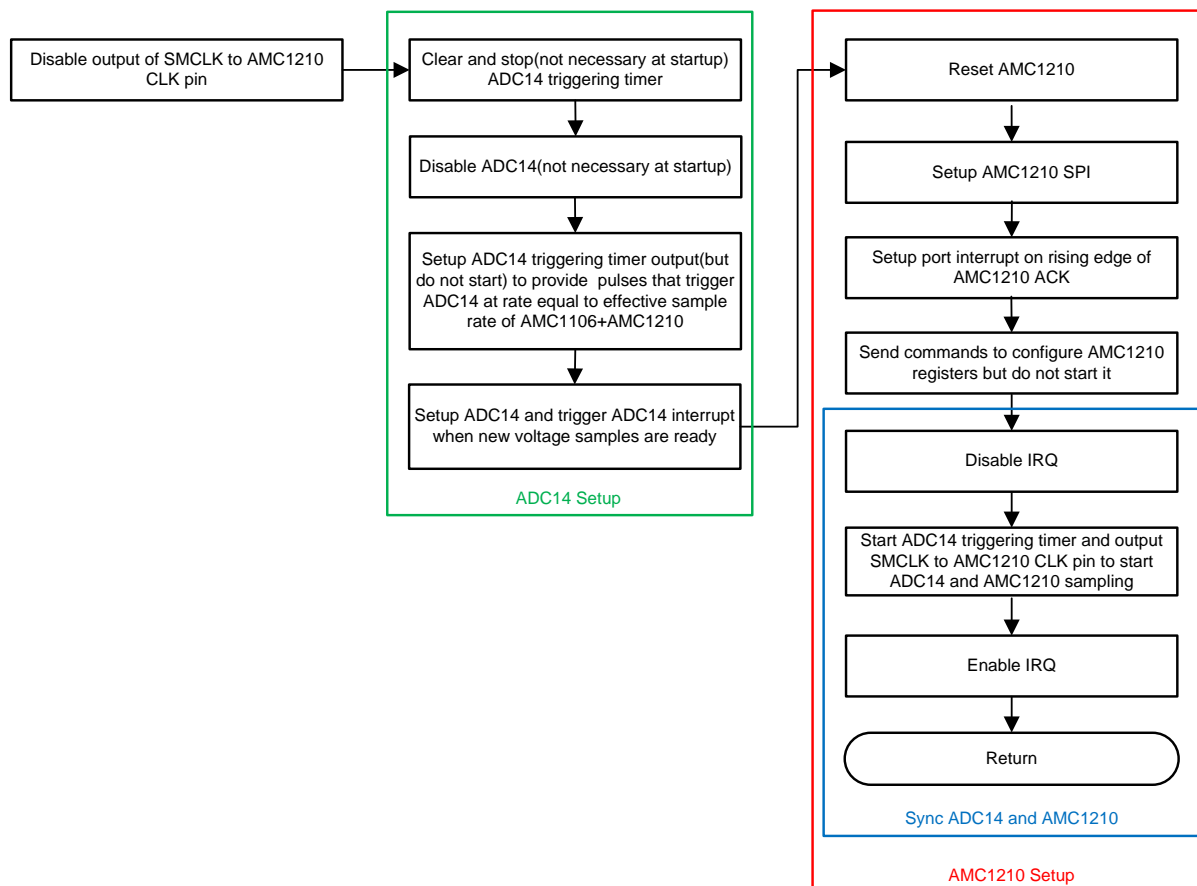 Disable output of SMCLK to AMC1210
CLK pin
Clear and stop(not necessary at startup)
ADC14 triggering timer
Disable ADC14(not necessary at startup)
Setup ADC14 triggering timer output(but
do not start) to provide  pulses that trigger
ADC14 at rate equal to effective sample
rate of AMC1106+AMC1210
Setup ADC14 and trigger ADC14 interrupt
when new voltage samples are ready
ADC14 Setup
Reset AMC1210
Setup AMC1210 SPI
Setup port interrupt on rising edge of
AMC1210 ACK
Send commands to configure AMC1210
registers but do not start it
Disable IRQ
Start ADC14 triggering timer and output
SMCLK to AMC1210 CLK pin to start
ADC14 and AMC1210 sampling
Enable IRQ
Return
Sync ADC14 and AMC1210
AMC1210 Setup